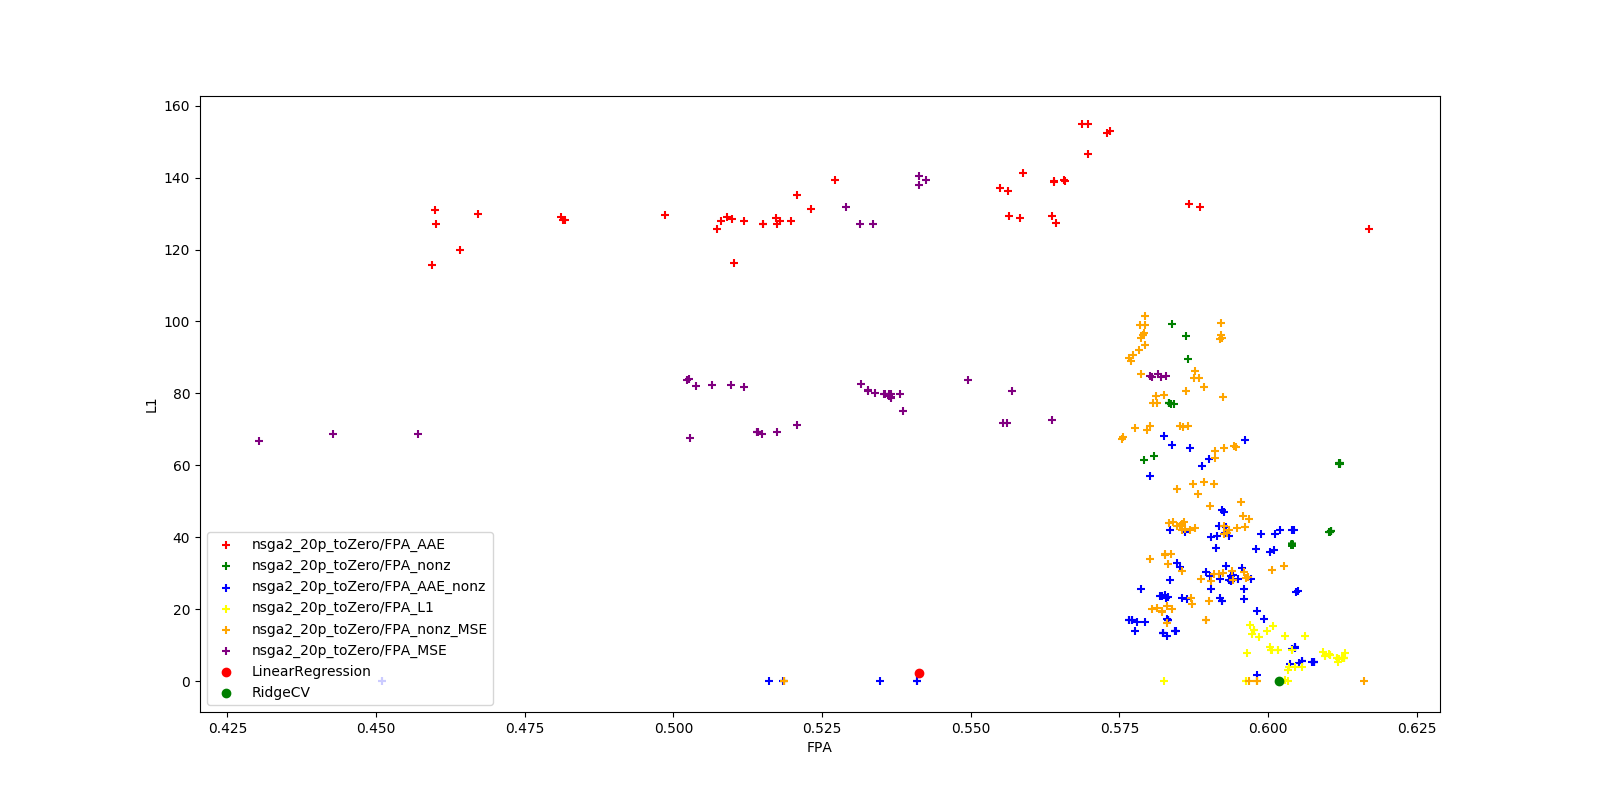 160
140
120
100
80
60
40
20
0
L1
nsga2_20p_toZero/FPA_AAE
nsga2_20p_toZero/FPA_nonz
nsga2_20p_toZero/FPA_AAE_nonz
nsga2_20p_toZero/FPA_L1
nsga2_20p_toZero/FPA_nonz_MSE
nsga2_20p_toZero/FPA_MSE
LinearRegression
RidgeCV
0.425 0.450 0.475 0.500 0.525 0.550 0.575 0.600 0.625
FPA